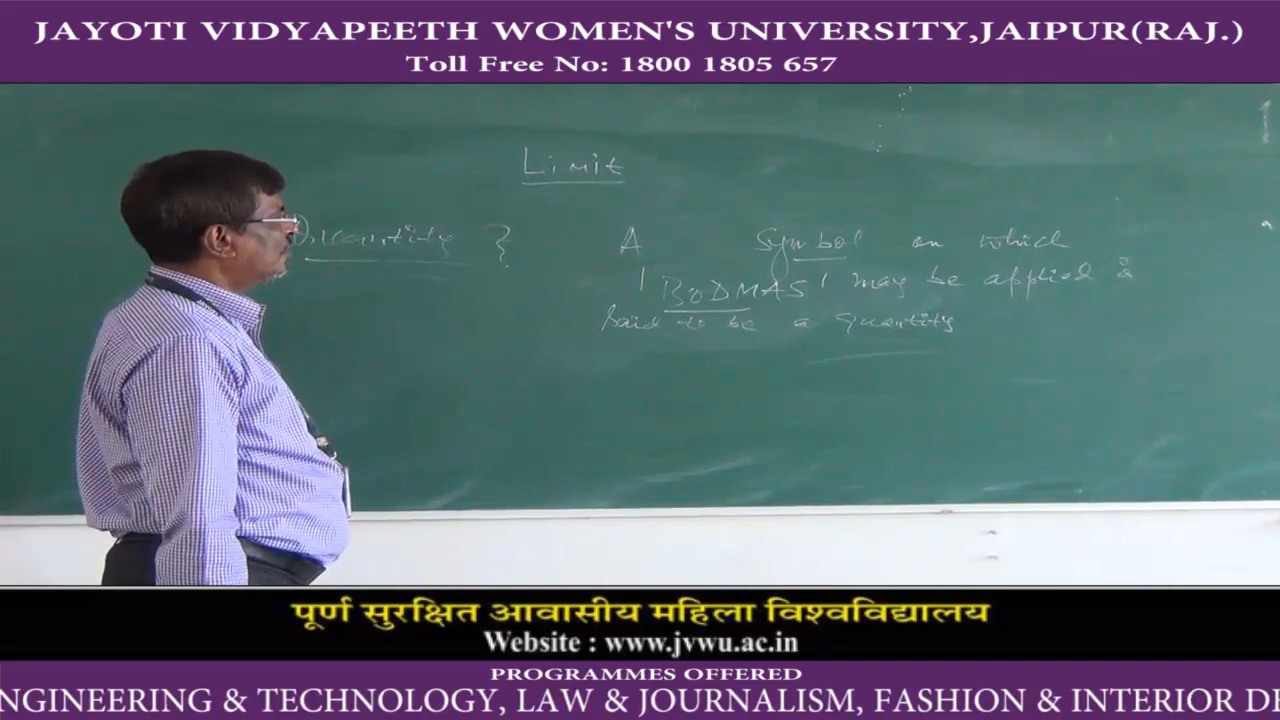 JAYOTI VIDYAPEETH WOMEN'S UNIVERSITY,JAIPUR(RAJ.)
Toll Free No: 1800 1805 657
Limit
Quantity } A Symbol on which
'BODMAS' may be applied is
said to be a quantity
पूर्ण सुरक्षित आवासीय महिला विश्वविद्यालय
Website : www.jvwu.ac.in
PROGRAMMES OFFERED
NGINEERING & TECHNOLOGY, LAW & JOURNALISM, FASHION & INTERIOR DE